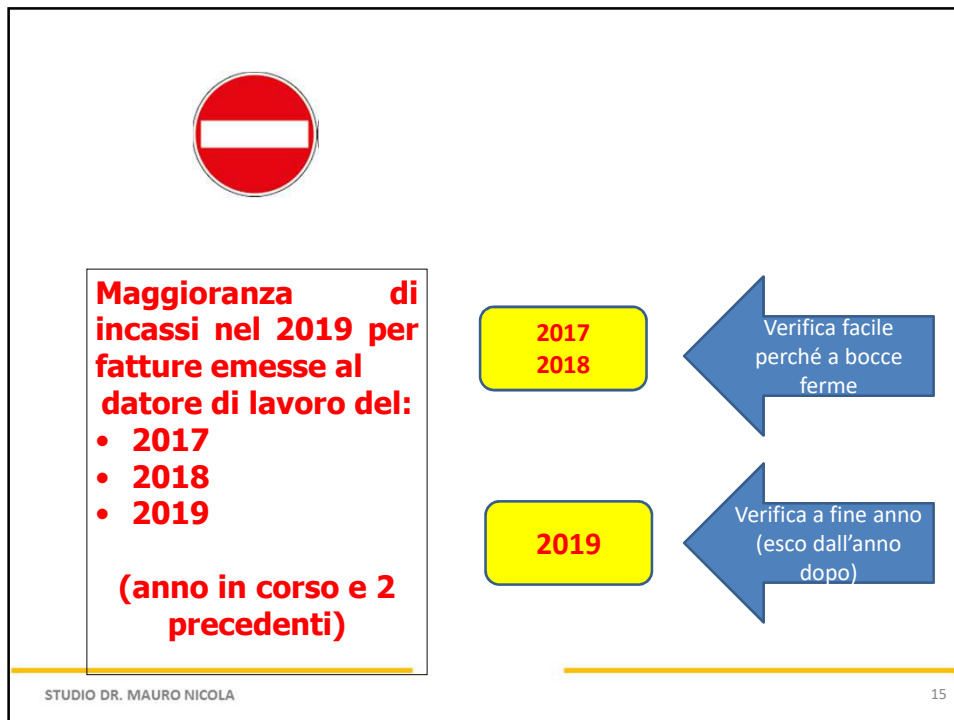 Maggioranza di
incassi nel 2019 per
fatture emesse al
datore di lavoro del:
• 2017
• 2018
• 2019
(anno in corso e 2
precedenti)
2017
2018
Verifica facile
perché a bocce
ferme
2019
Verifica a fine anno
(esco dall'anno
dopo)
STUDIO DR. MAURO NICOLA
15